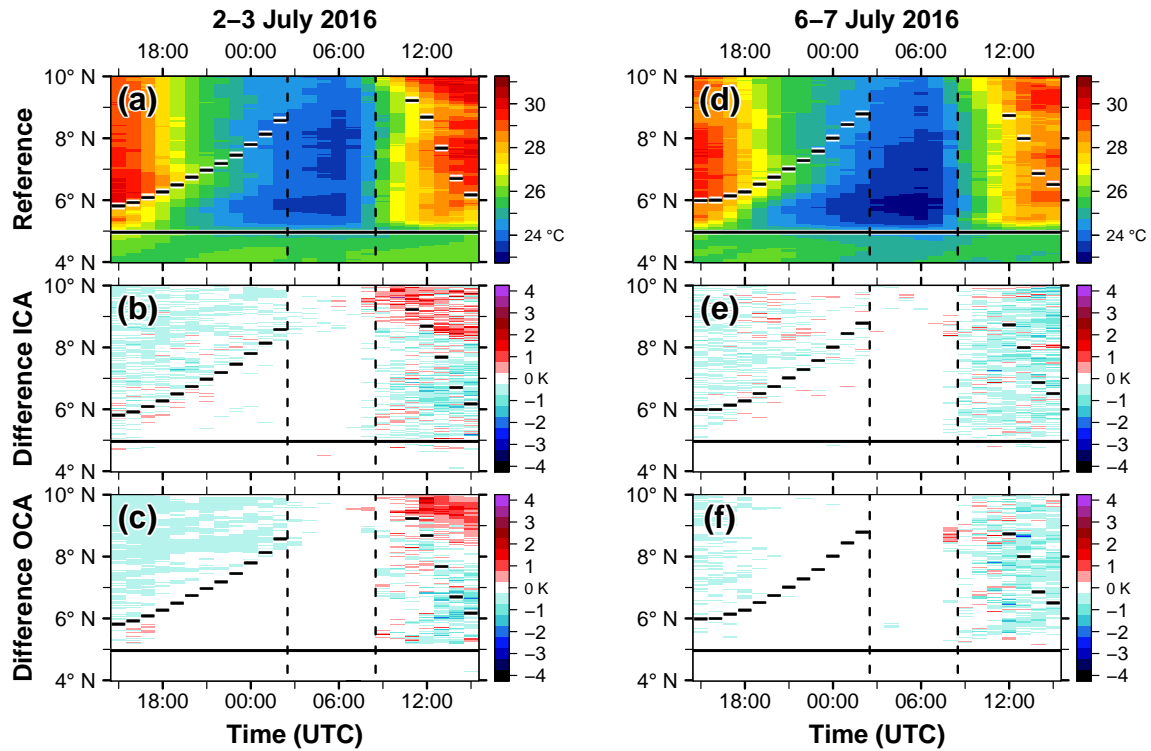 2–3 July 2016
6–7 July 2016
18:00 00:00 06:00 12:00
18:00 00:00 06:00 12:00
Reference
10° N
8° N
6° N
4° N
(a)
30
28
26
24 °C
10° N
8° N
6° N
4° N
(d)
30
28
26
24 °C
Difference ICA
10° N
8° N
6° N
4° N
(b)
4
3
2
1
0 K
−1
−2
−3
−4
10° N
8° N
6° N
4° N
(e)
4
3
2
1
0 K
−1
−2
−3
−4
Difference OCA
10° N
8° N
6° N
4° N
(c)
4
3
2
1
0 K
−1
−2
−3
−4
10° N
8° N
6° N
4° N
(f)
4
3
2
1
0 K
−1
−2
−3
−4
18:00 00:00 06:00 12:00
18:00 00:00 06:00 12:00
Time (UTC)
Time (UTC)